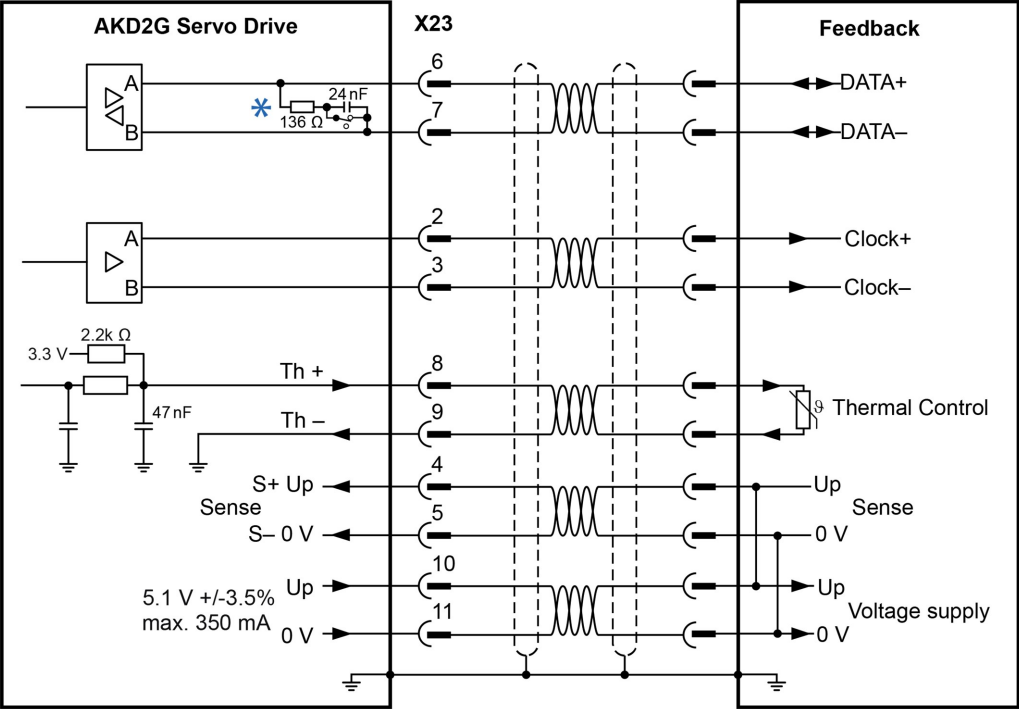 AKD2G Servo Drive
X23
Feedback
6
A
24 nF
DATA+
*
136 Ω
7
B
DATA–
2
A
Clock+
3
B
Clock–
2.2k Ω
3.3 V
8
Th +
47 nF
ϑ Thermal Control
9
Th –
4
S+ Up
Up
Sense
Sense
5
S– 0 V
0 V
10
Up
Up
5.1 V +/-3.5%
max. 350 mA
Voltage supply
11
0 V
0 V